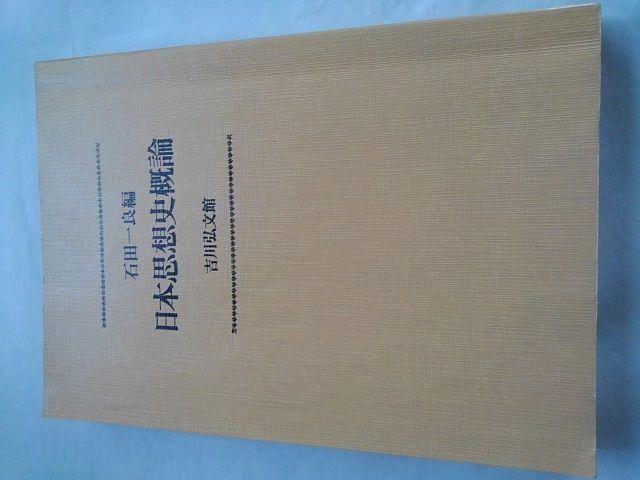 石田一良編
日本思想史概論
吉川弘文館